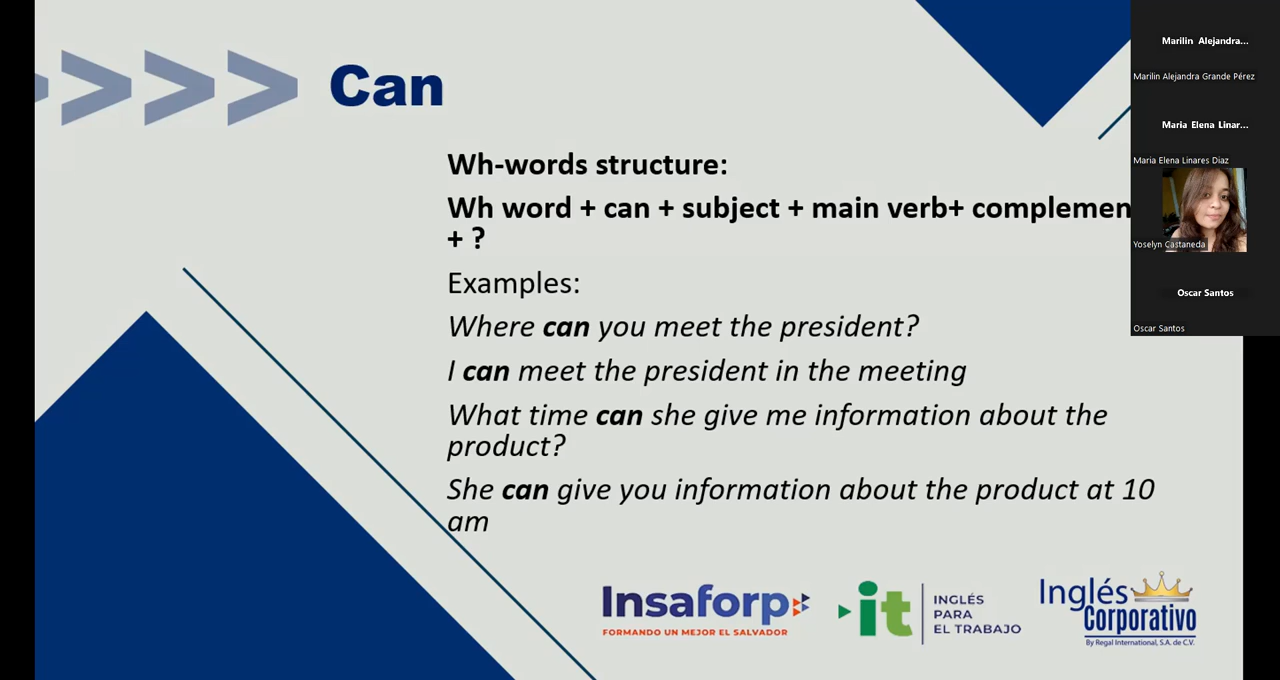 Can
Wh-words structure:
Wh word + can + subject + main verb+ complemen
+ ?
Examples:
Where can you meet the president?
I can meet the president in the meeting
What time can she give me information about the
product?
She can give you information about the product at 10
am
Insaforp
FORMANDO UN MEJOR EL SALVADOR
it
INGLÉS
PARA
EL TRABAJO
Inglés
Corporativo
By Regal International, S.A. de C.V.
Marilin Alejandra...
Marilin Alejandra Grande Pérez
Maria Elena Linar...
Maria Elena Linares Diaz
Yoselyn Castaneda
Oscar Santos
Oscar Santos